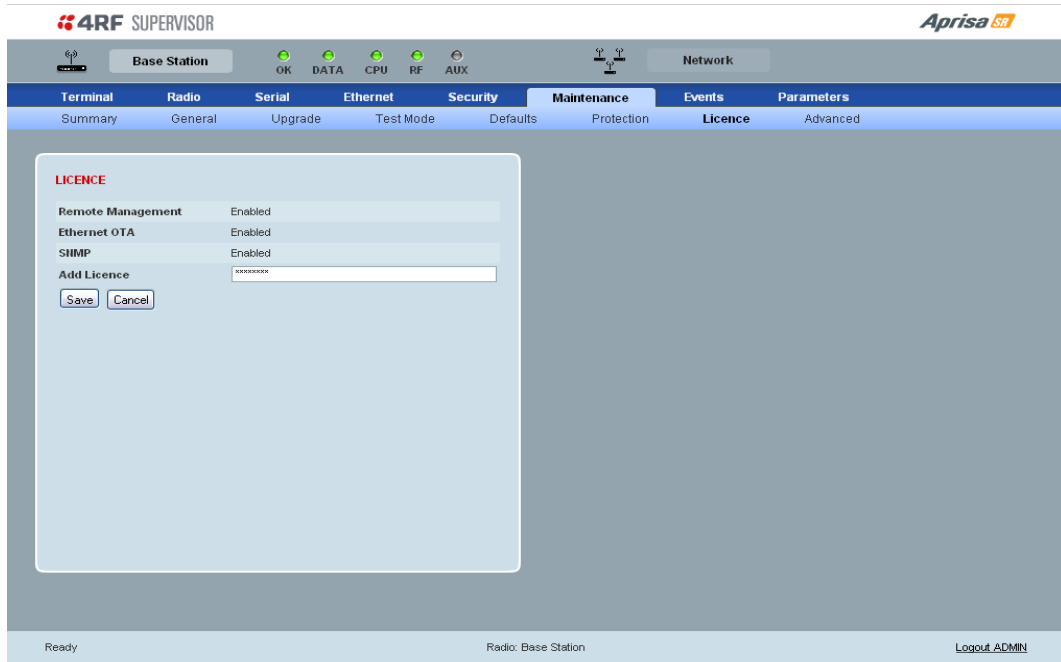 4RF SUPERVISOR
Aprisa SR
Base Station
OK DATA CPU RF AUX
Network
Terminal Radio Serial Ethernet Security Maintenance Events Parameters
Summary General Upgrade Test Mode Defaults Protection Licence Advanced
LICENCE
Remote Management Enabled
Ethernet OTA Enabled
SNMP Enabled
Add Licence ********
Save Cancel
Ready Radio: Base Station Logout ADMIN